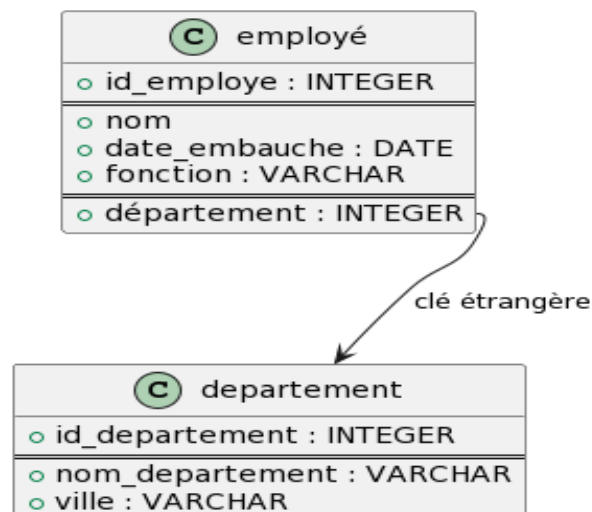 C employé
id_employe : INTEGER
nom
date_embauche : DATE
fonction : VARCHAR
département : INTEGER
clé étrangère
C departement
id_departement : INTEGER
nom_departement : VARCHAR
ville : VARCHAR